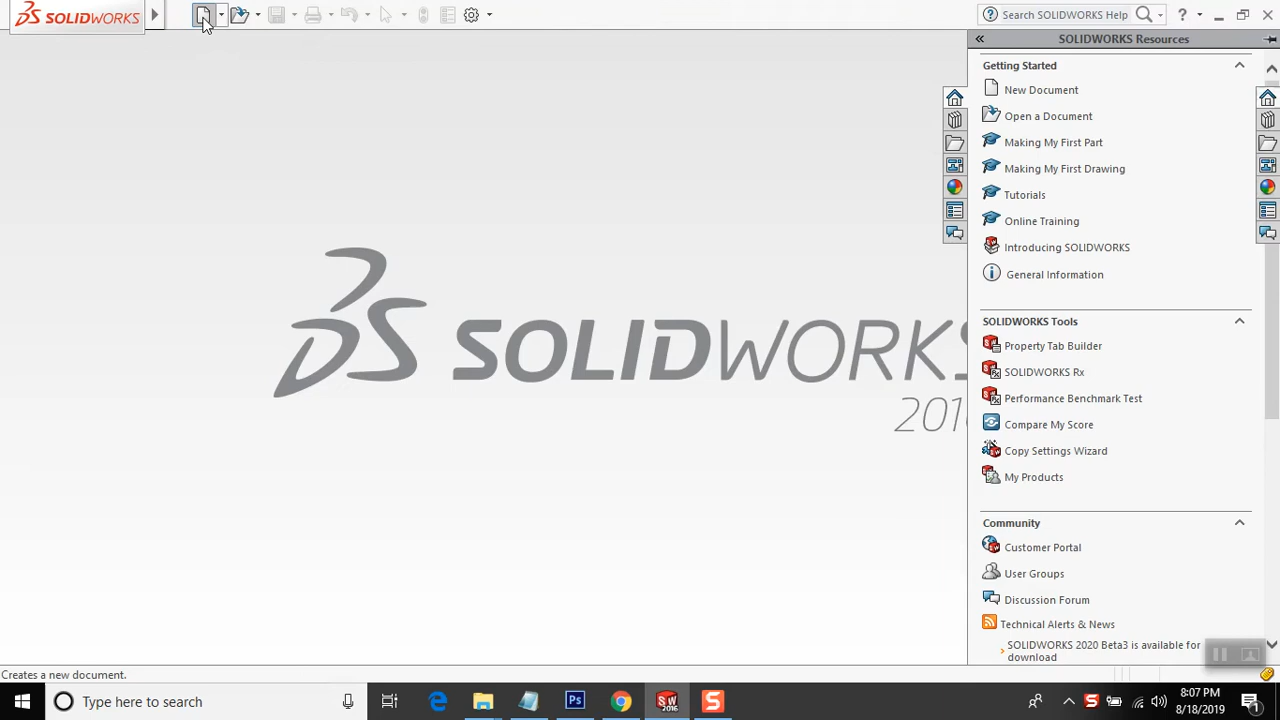 SOLIDWORKS
Search SOLIDWORKS Help
?
SOLIDWORKS Resources
Getting Started
New Document
Open a Document
Making My First Part
Making My First Drawing
Tutorials
Online Training
Introducing SOLIDWORKS
General Information
SOLIDWORKS
201
SOLIDWORKS Tools
Property Tab Builder
SOLIDWORKS Rx
Performance Benchmark Test
Compare My Score
Copy Settings Wizard
My Products
Community
Customer Portal
User Groups
Discussion Forum
Technical Alerts & News
SOLIDWORKS 2020 Beta3 is available for
download
Creates a new document.
Type here to search
Ps
SW
2016
S
S
8:07 PM
8/18/2019
1